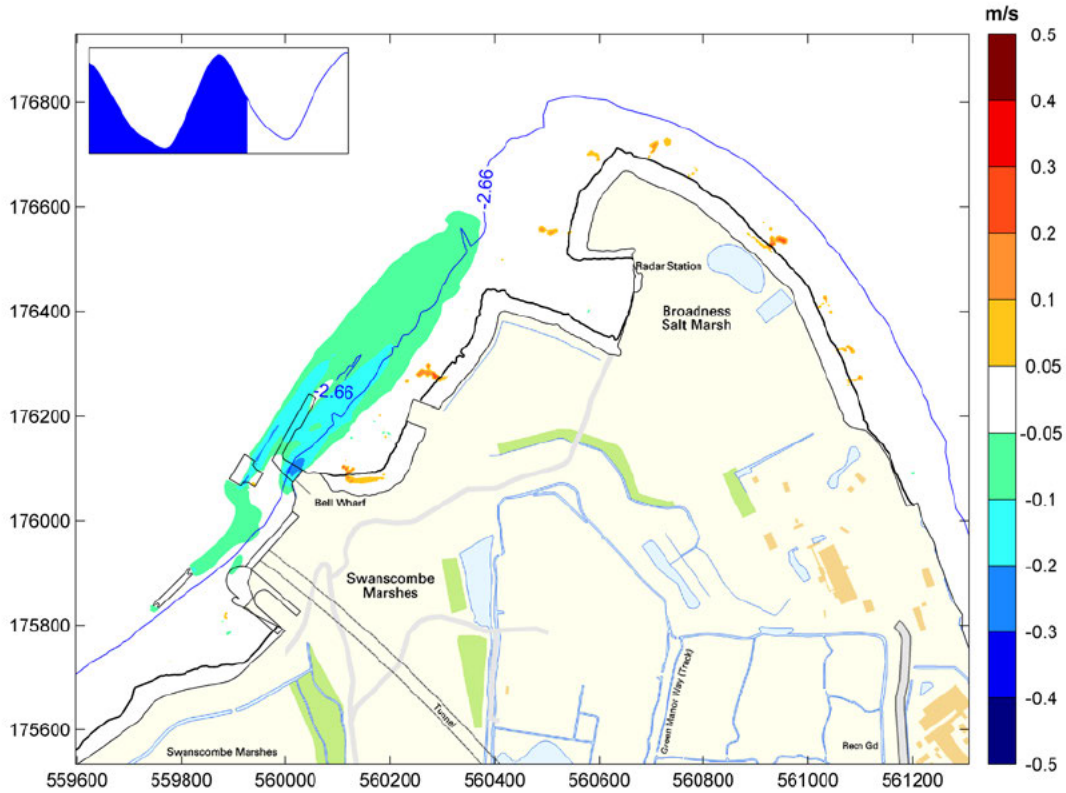 m/s
0.5
0.4
0.3
0.2
0.1
0.05
-0.05
-0.1
-0.2
-0.3
-0.4
-0.5
176800
176600
176400
176200
176000
175800
175600
-2.66
-2.66
Radar Station
Broadness
Salt Marsh
Bell Wharf
Swanscombe
Marshes
Tunnel
Green Manor Way (Track)
Swanscombe Marshes
Recn Gd
559600
559800
560000
560200
560400
560600
560800
561000
561200